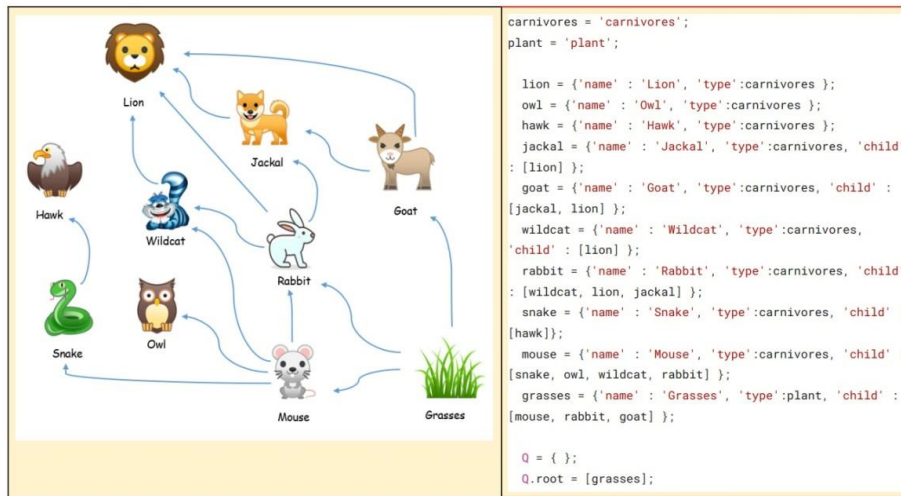 Lion
Jackal
Goat
Hawk
Wildcat
Rabbit
Snake
Owl
Mouse
Grasses
carnivores = 'carnivores';
plant = 'plant';
lion = {'name' : 'Lion', 'type':carnivores };
owl = {'name' : 'Owl', 'type':carnivores };
hawk = {'name' : 'Hawk', 'type':carnivores };
jackal = {'name' : 'Jackal', 'type':carnivores, 'child'
: [lion] };
goat = {'name' : 'Goat', 'type':carnivores, 'child' :
[jackal, lion] };
wildcat = {'name' : 'Wildcat', 'type':carnivores,
'child' : [lion] };
rabbit = {'name' : 'Rabbit', 'type':carnivores, 'child'
: [wildcat, lion, jackal] };
snake = {'name' : 'Snake', 'type':carnivores, 'child'
[hawk]};
mouse = {'name' : 'Mouse', 'type':carnivores, 'child' :
[snake, owl, wildcat, rabbit] };
grasses = {'name' : 'Grasses', 'type':plant, 'child' :
[mouse, rabbit, goat] };
Q = { };
Q.root = [grasses];